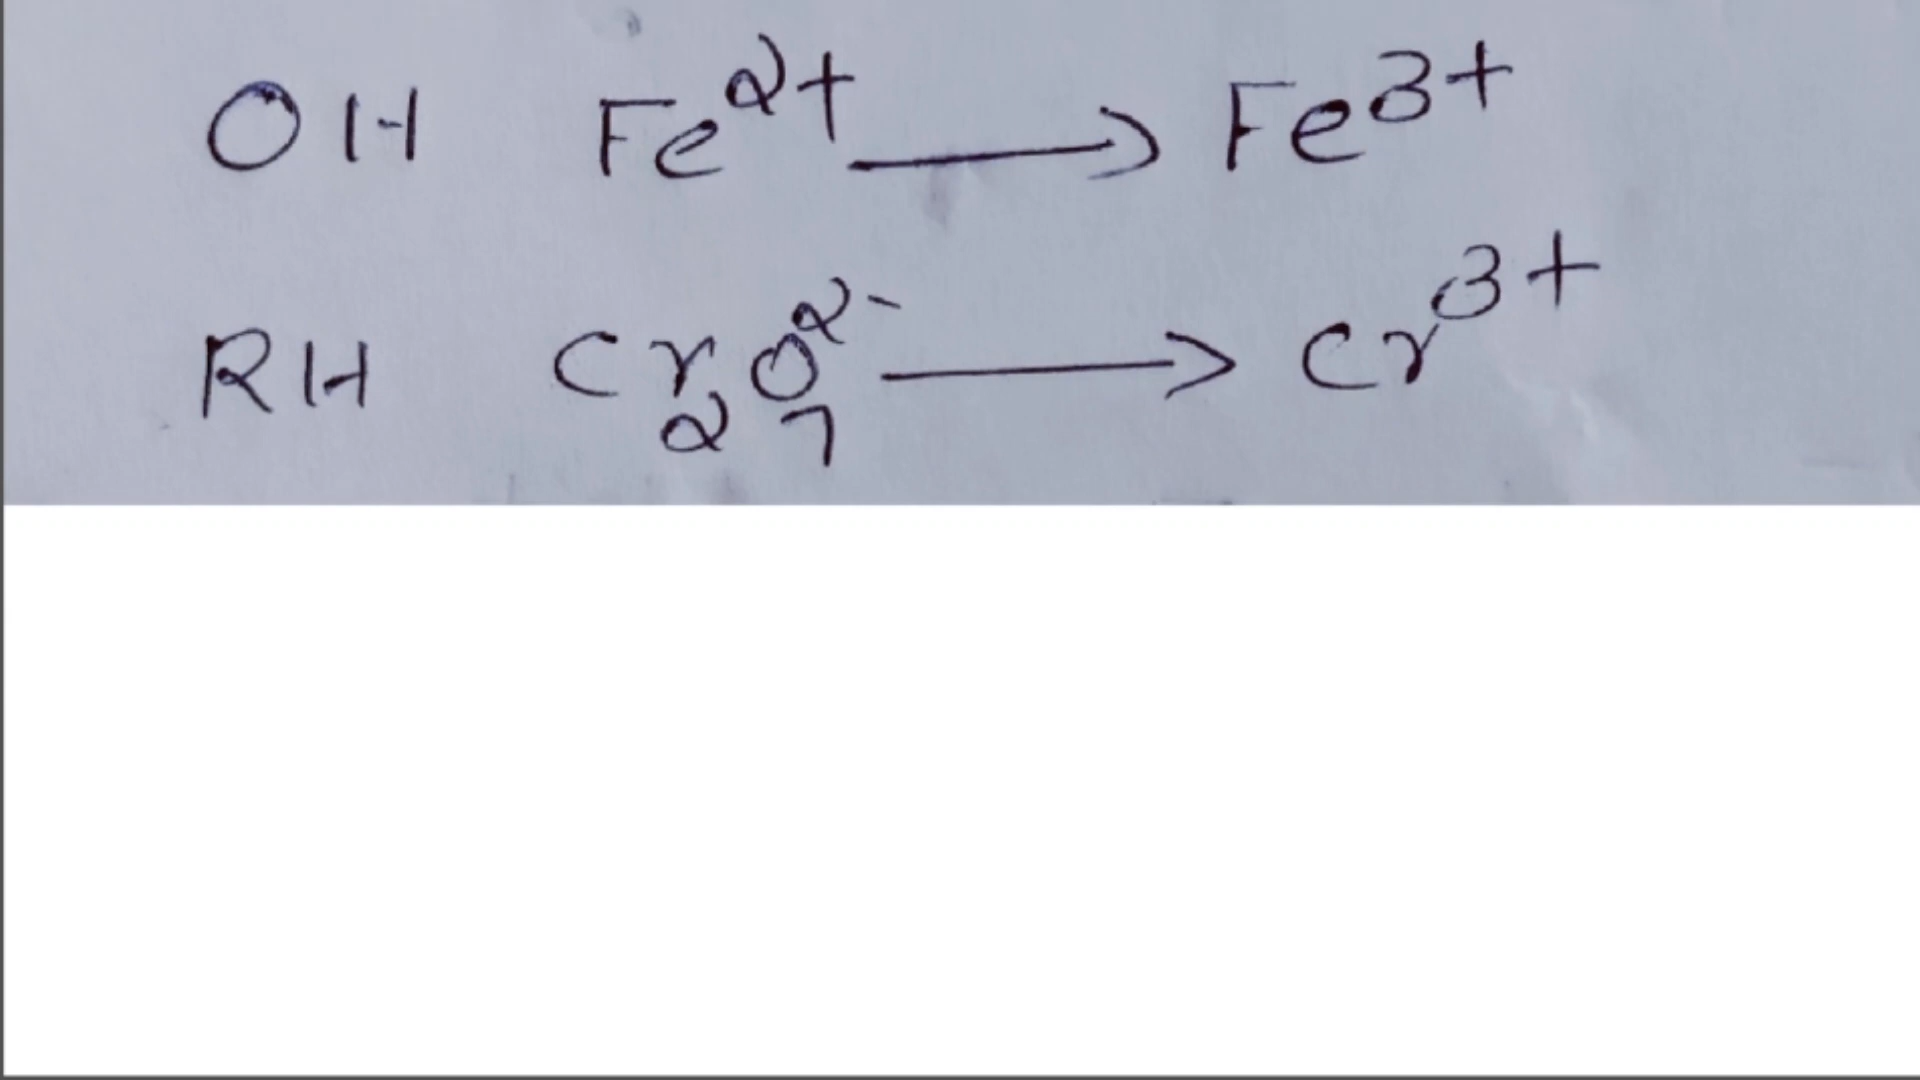 OH Fe²⁺ ⟶ Fe³⁺
RH Cr₂O₇²⁻ ⟶ Cr³⁺